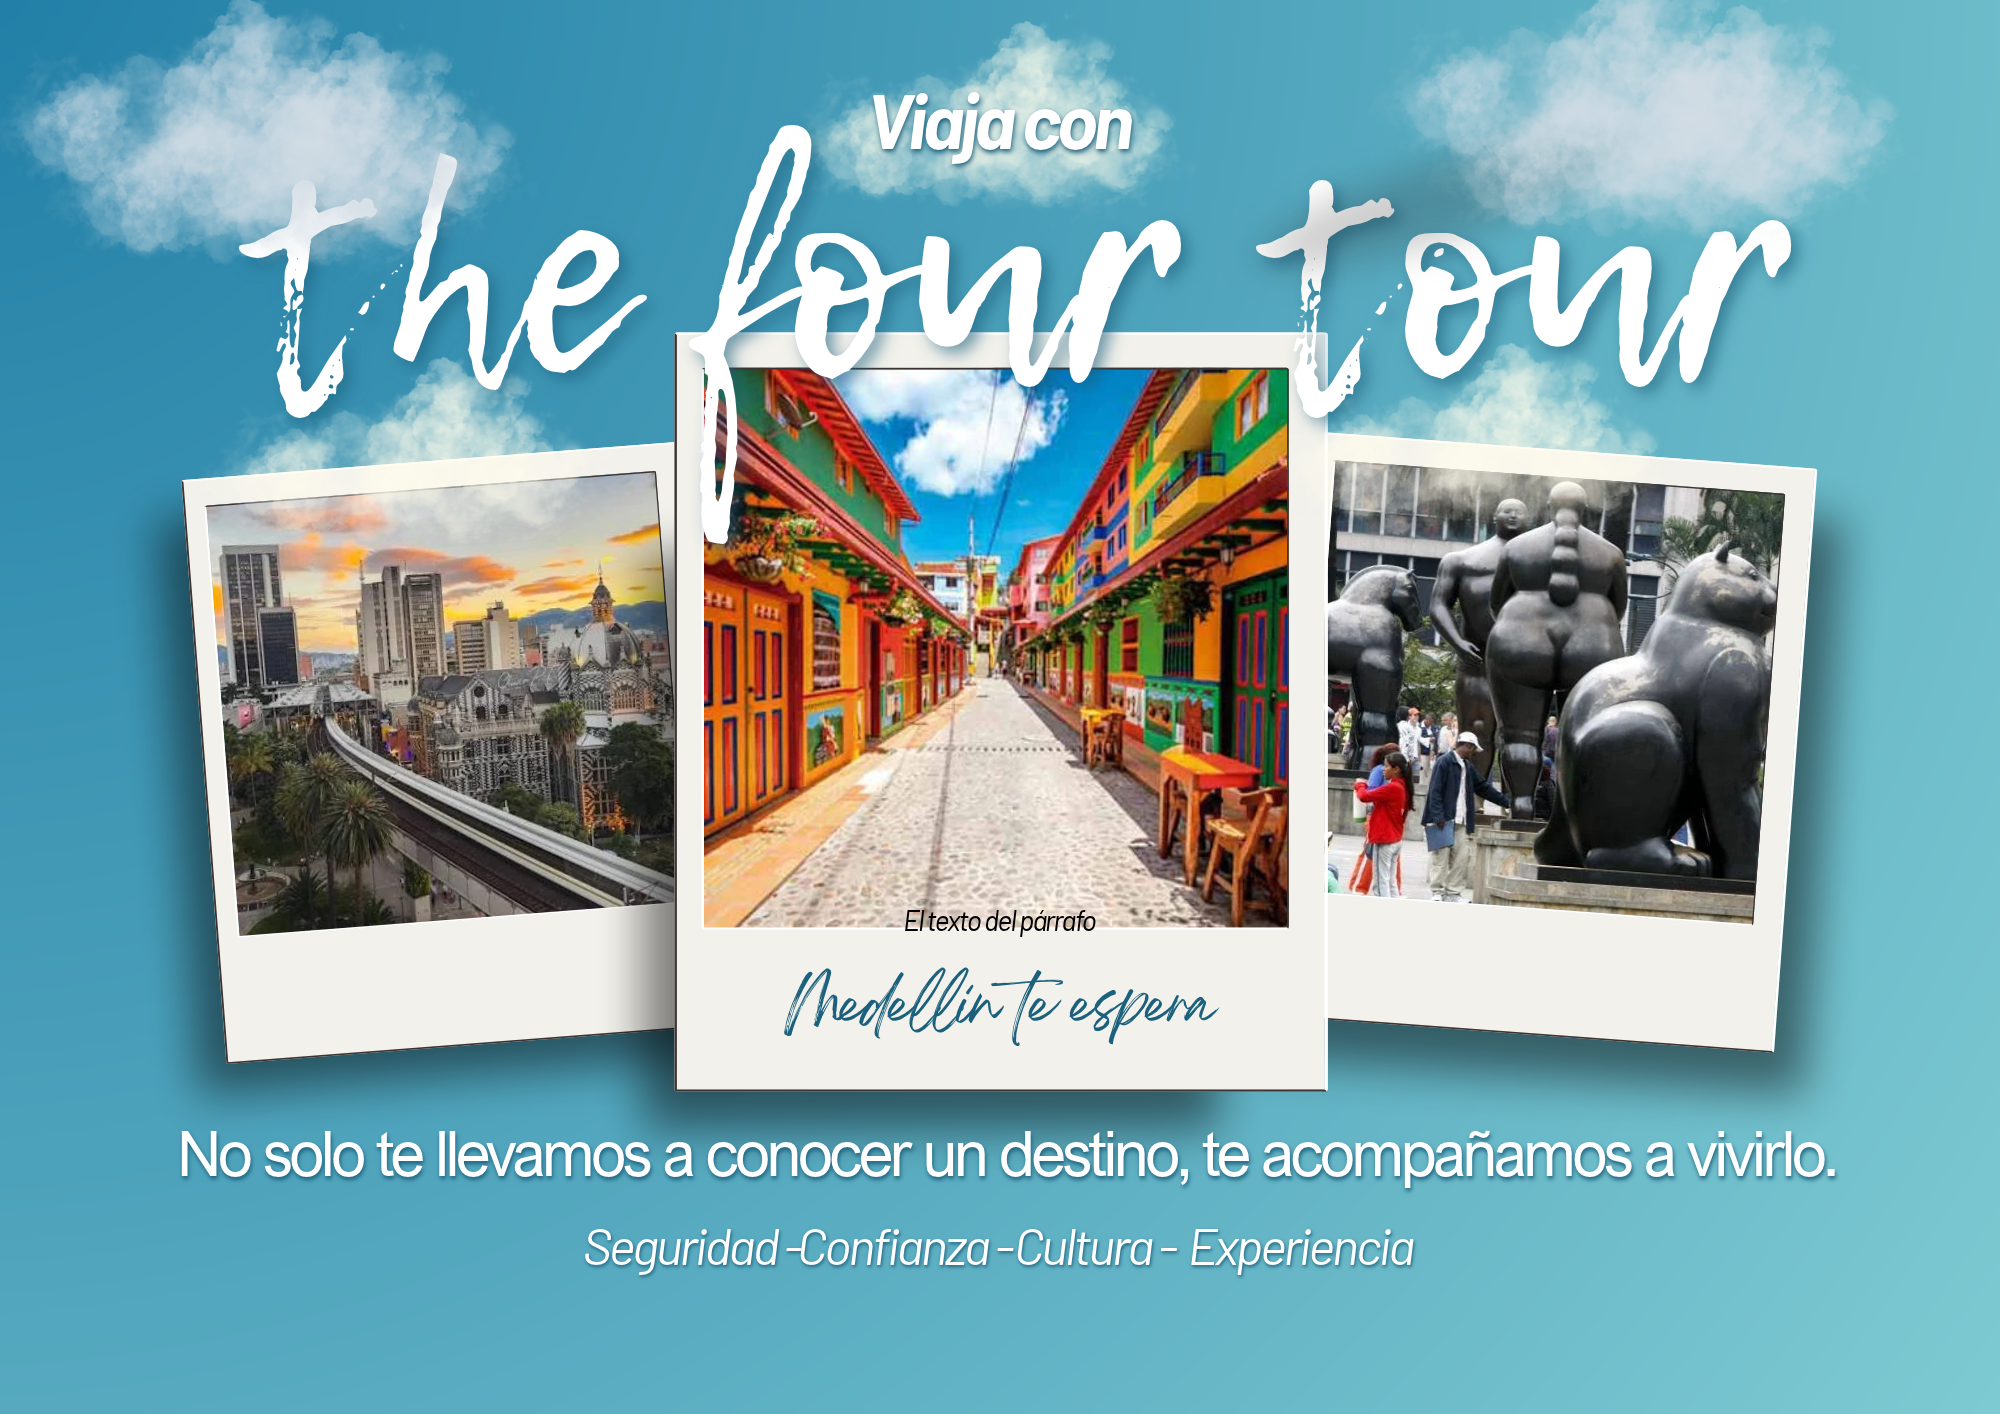 Viaja con
the four tour
El texto del párrafo
Medellín te espera
No solo te llevamos a conocer un destino, te acompañamos a vivirlo.
Seguridad -Confianza -Cultura - Experiencia